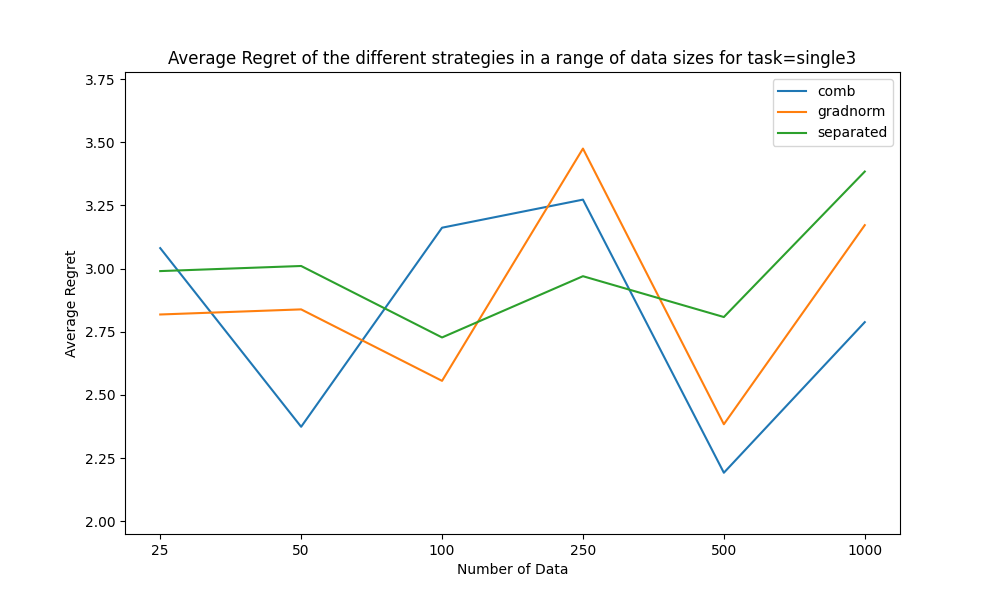 Average Regret of the different strategies in a range of data sizes for task=single3
comb
gradnorm
separated
Average Regret
3.75
3.50
3.25
3.00
2.75
2.50
2.25
2.00
25 50 100 250 500 1000
Number of Data